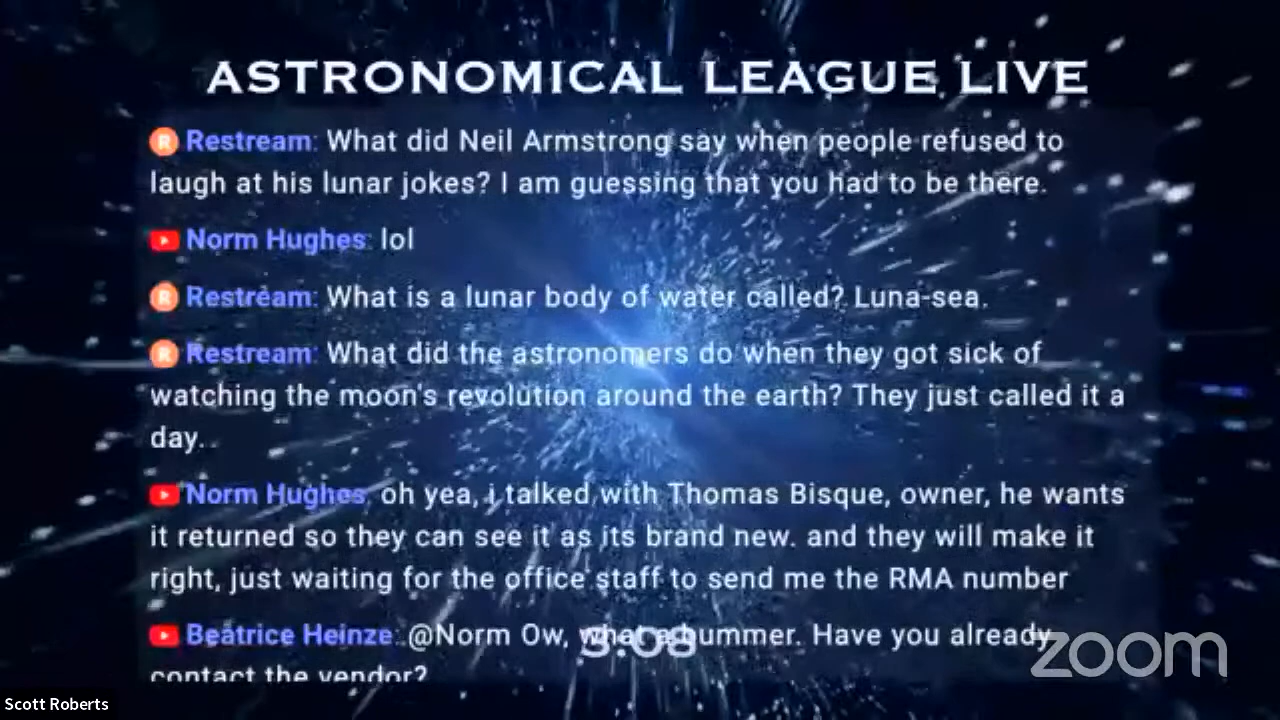 ASTRONOMICAL LEAGUE LIVE
R Restream: What did Neil Armstrong say when people refused to
laugh at his lunar jokes? I am guessing that you had to be there.
Norm Hughes: lol
R Restream: What is a lunar body of water called? Luna-sea.
R Restream: What did the astronomers do when they got sick of
watching the moon's revolution around the earth? They just called it a
day..
Norm Hughes: oh yea, i talked with Thomas Bisque, owner, he wants
it returned so they can see it as its brand new. and they will make it
right, just waiting for the office staff to send me the RMA number
Beatrice Heinze: @Norm Ow, what a bummer. Have you already
3:08
contact the vendor?
zoom
Scott Roberts